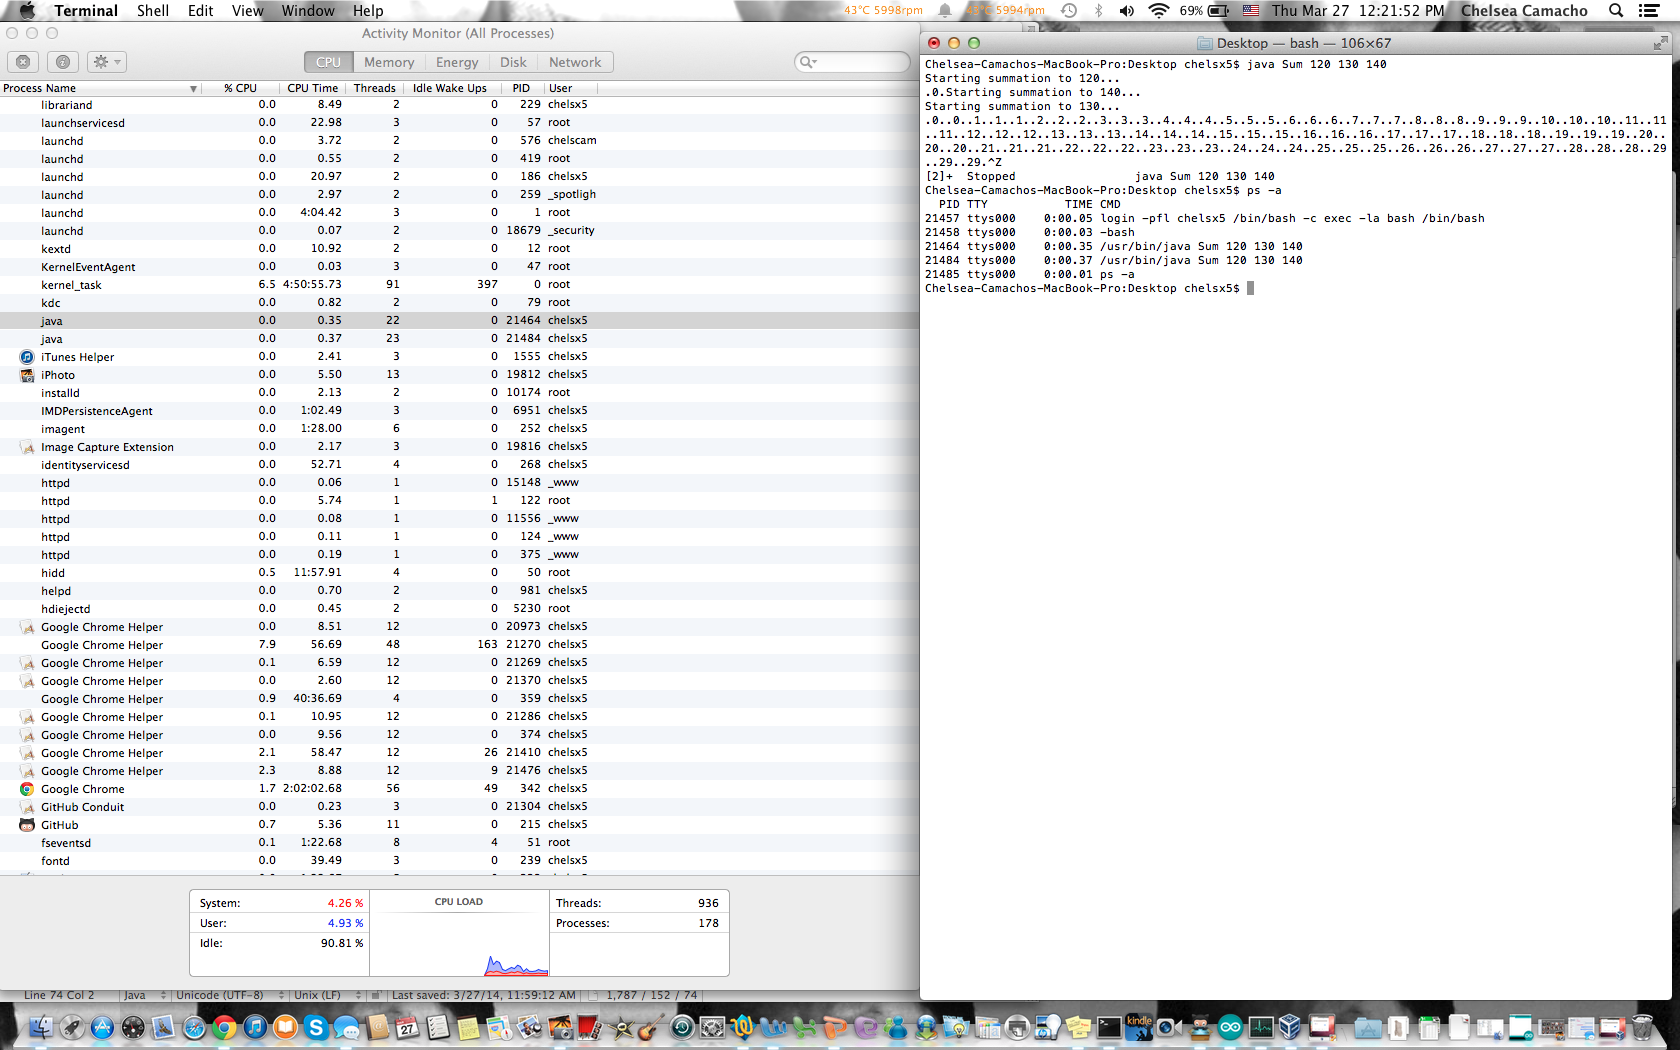 Terminal Shell Edit View Window Help 43°C 5998rpm 45°C 5994rpm 69% Thu Mar 27 12:21:52 PM Chelsea Camacho
Activity Monitor (All Processes)
CPU Memory Energy Disk Network
Process Name % CPU CPU Time Threads Idle Wake Ups PID User
librariand 0.0 8.49 2 0 229 chelsx5
launchservicesd 0.0 22.98 3 0 57 root
launchd 0.0 3.72 2 0 576 chelscam
launchd 0.0 0.55 2 0 419 root
launchd 0.0 20.97 2 0 186 chelsx5
launchd 0.0 2.97 2 0 259 _spotligh
launchd 0.0 4:04.42 3 0 1 root
launchd 0.0 0.07 2 0 18679 _security
kextd 0.0 10.92 2 0 12 root
KernelEventAgent 0.0 0.03 3 0 47 root
kernel_task 6.5 4:50:55.73 91 397 0 root
kdc 0.0 0.82 2 0 79 root
java 0.0 0.35 22 0 21464 chelsx5
java 0.0 0.37 23 0 21484 chelsx5
iTunes Helper 0.0 2.41 3 0 1555 chelsx5
iPhoto 0.0 5.50 13 0 19812 chelsx5
installd 0.0 2.13 2 0 10174 root
IMDPersistenceAgent 0.0 1:02.49 3 0 6951 chelsx5
imagent 0.0 1:28.00 6 0 252 chelsx5
Image Capture Extension 0.0 2.17 3 0 19816 chelsx5
identityservicesd 0.0 52.71 4 0 268 chelsx5
httpd 0.0 0.06 1 0 15148 _www
httpd 0.0 5.74 1 1 122 root
httpd 0.0 0.08 1 0 11556 _www
httpd 0.0 0.11 1 0 124 _www
httpd 0.0 0.19 1 0 375 _www
hidd 0.5 11:57.91 4 0 50 root
helpd 0.0 0.70 2 0 981 chelsx5
hdiejectd 0.0 0.45 2 0 5230 root
Google Chrome Helper 0.0 8.51 12 0 20973 chelsx5
Google Chrome Helper 7.9 56.69 48 163 21270 chelsx5
Google Chrome Helper 0.1 6.59 12 0 21269 chelsx5
Google Chrome Helper 0.0 2.60 12 0 21370 chelsx5
Google Chrome Helper 0.9 40:36.69 4 0 359 chelsx5
Google Chrome Helper 0.1 10.95 12 0 21286 chelsx5
Google Chrome Helper 0.0 9.56 12 0 374 chelsx5
Google Chrome Helper 2.1 58.47 12 26 21410 chelsx5
Google Chrome Helper 2.3 8.88 12 9 21476 chelsx5
Google Chrome 1.7 2:02:02.68 56 49 342 chelsx5
GitHub Conduit 0.0 0.23 3 0 21304 chelsx5
GitHub 0.7 5.36 11 0 215 chelsx5
fseventsd 0.1 1:22.68 8 4 51 root
fontd 0.0 39.49 3 0 239 chelsx5
System: 4.26 % CPU LOAD Threads: 936
User: 4.93 % Processes: 178
Idle: 90.81 %
Line 74 Col 2 Java Unicode (UTF-8) Unix (LF) Last saved: 3/27/14, 11:59:12 AM 1,787 / 152 / 74
Desktop — bash — 106×67
Chelsea-Camachos-MacBook-Pro:Desktop chelsx5$ java Sum 120 130 140
Starting summation to 120...
.0.Starting summation to 140...
Starting summation to 130...
.0..0..1..1..1..2..2..2..3..3..3..4..4..4..5..5..5..6..6..6..7..7..7..8..8..8..9..9..9..10..10..10..11..11
..11..12..12..12..13..13..13..14..14..14..15..15..15..16..16..16..17..17..17..18..18..18..19..19..19..20..
20..20..21..21..21..22..22..22..23..23..23..24..24..24..25..25..25..26..26..26..27..27..27..28..28..28..29
..29..29.^Z
[2]+ Stopped java Sum 120 130 140
Chelsea-Camachos-MacBook-Pro:Desktop chelsx5$ ps -a
PID TTY TIME CMD
21457 ttys000 0:00.05 login -pfl chelsx5 /bin/bash -c exec -la bash /bin/bash
21458 ttys000 0:00.03 -bash
21464 ttys000 0:00.35 /usr/bin/java Sum 120 130 140
21484 ttys000 0:00.37 /usr/bin/java Sum 120 130 140
21485 ttys000 0:00.01 ps -a
Chelsea-Camachos-MacBook-Pro:Desktop chelsx5$
27
kindle